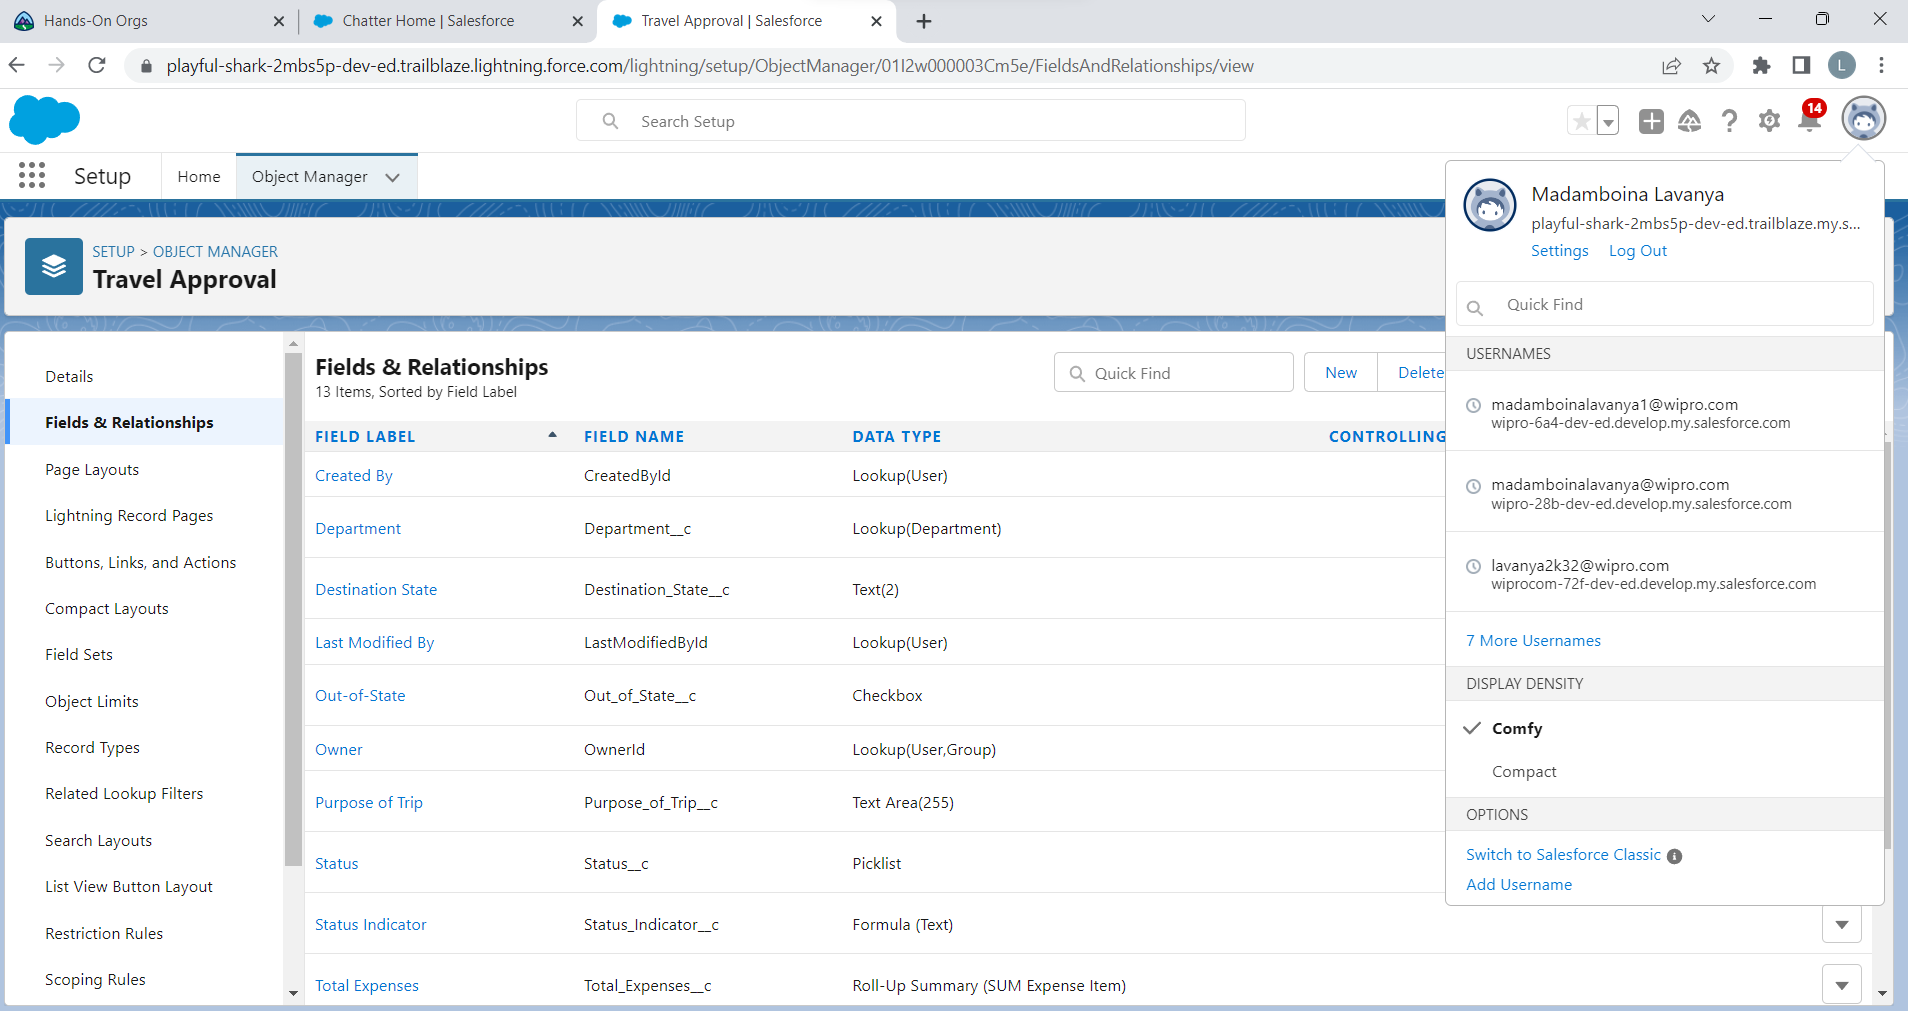 Hands-On Orgs
Chatter Home | Salesforce
Travel Approval | Salesforce
playful-shark-2mbs5p-dev-ed.trailblaze.lightning.force.com/lightning/setup/ObjectManager/01I2w000003Cm5e/FieldsAndRelationships/view
L
Search Setup
14
Setup
Home
Object Manager
SETUP > OBJECT MANAGER
Travel Approval
Details
Fields & Relationships
Page Layouts
Lightning Record Pages
Buttons, Links, and Actions
Compact Layouts
Field Sets
Object Limits
Record Types
Related Lookup Filters
Search Layouts
List View Button Layout
Restriction Rules
Scoping Rules
Fields & Relationships
13 Items, Sorted by Field Label
Quick Find
New
Delete
FIELD LABEL FIELD NAME DATA TYPE CONTROLLING
Created By CreatedById Lookup(User)
Department Department__c Lookup(Department)
Destination State Destination_State__c Text(2)
Last Modified By LastModifiedById Lookup(User)
Out-of-State Out_of_State__c Checkbox
Owner OwnerId Lookup(User,Group)
Purpose of Trip Purpose_of_Trip__c Text Area(255)
Status Status__c Picklist
Status Indicator Status_Indicator__c Formula (Text)
Total Expenses Total_Expenses__c Roll-Up Summary (SUM Expense Item)
Madamboina Lavanya
playful-shark-2mbs5p-dev-ed.trailblaze.my.s...
Settings Log Out
Quick Find
USERNAMES
madamboinalavanya1@wipro.com
wipro-6a4-dev-ed.develop.my.salesforce.com
madamboinalavanya@wipro.com
wipro-28b-dev-ed.develop.my.salesforce.com
lavanya2k32@wipro.com
wiprocom-72f-dev-ed.develop.my.salesforce.com
7 More Usernames
DISPLAY DENSITY
Comfy
Compact
OPTIONS
Switch to Salesforce Classic
Add Username